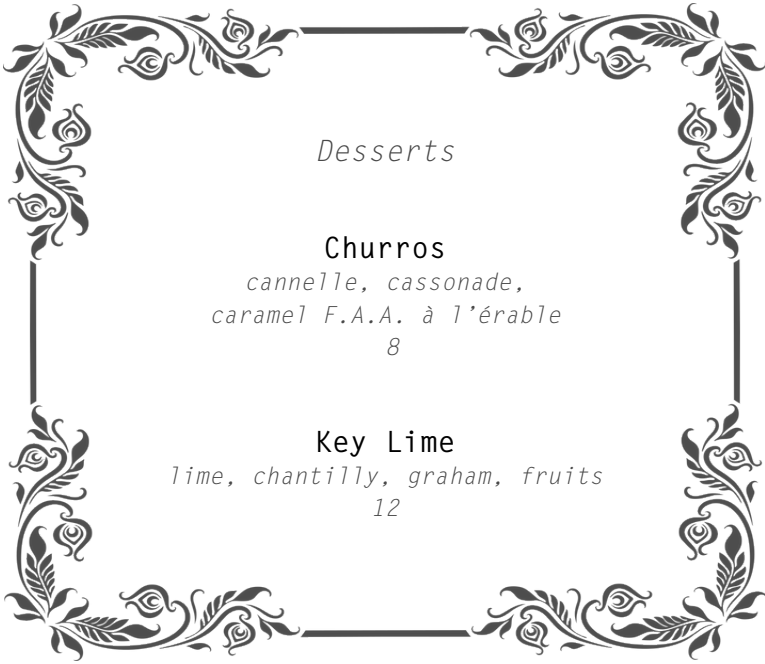 Desserts
Churros
cannelle, cassonade,
caramel F.A.A. à l’érable
8
Key Lime
lime, chantilly, graham, fruits
12